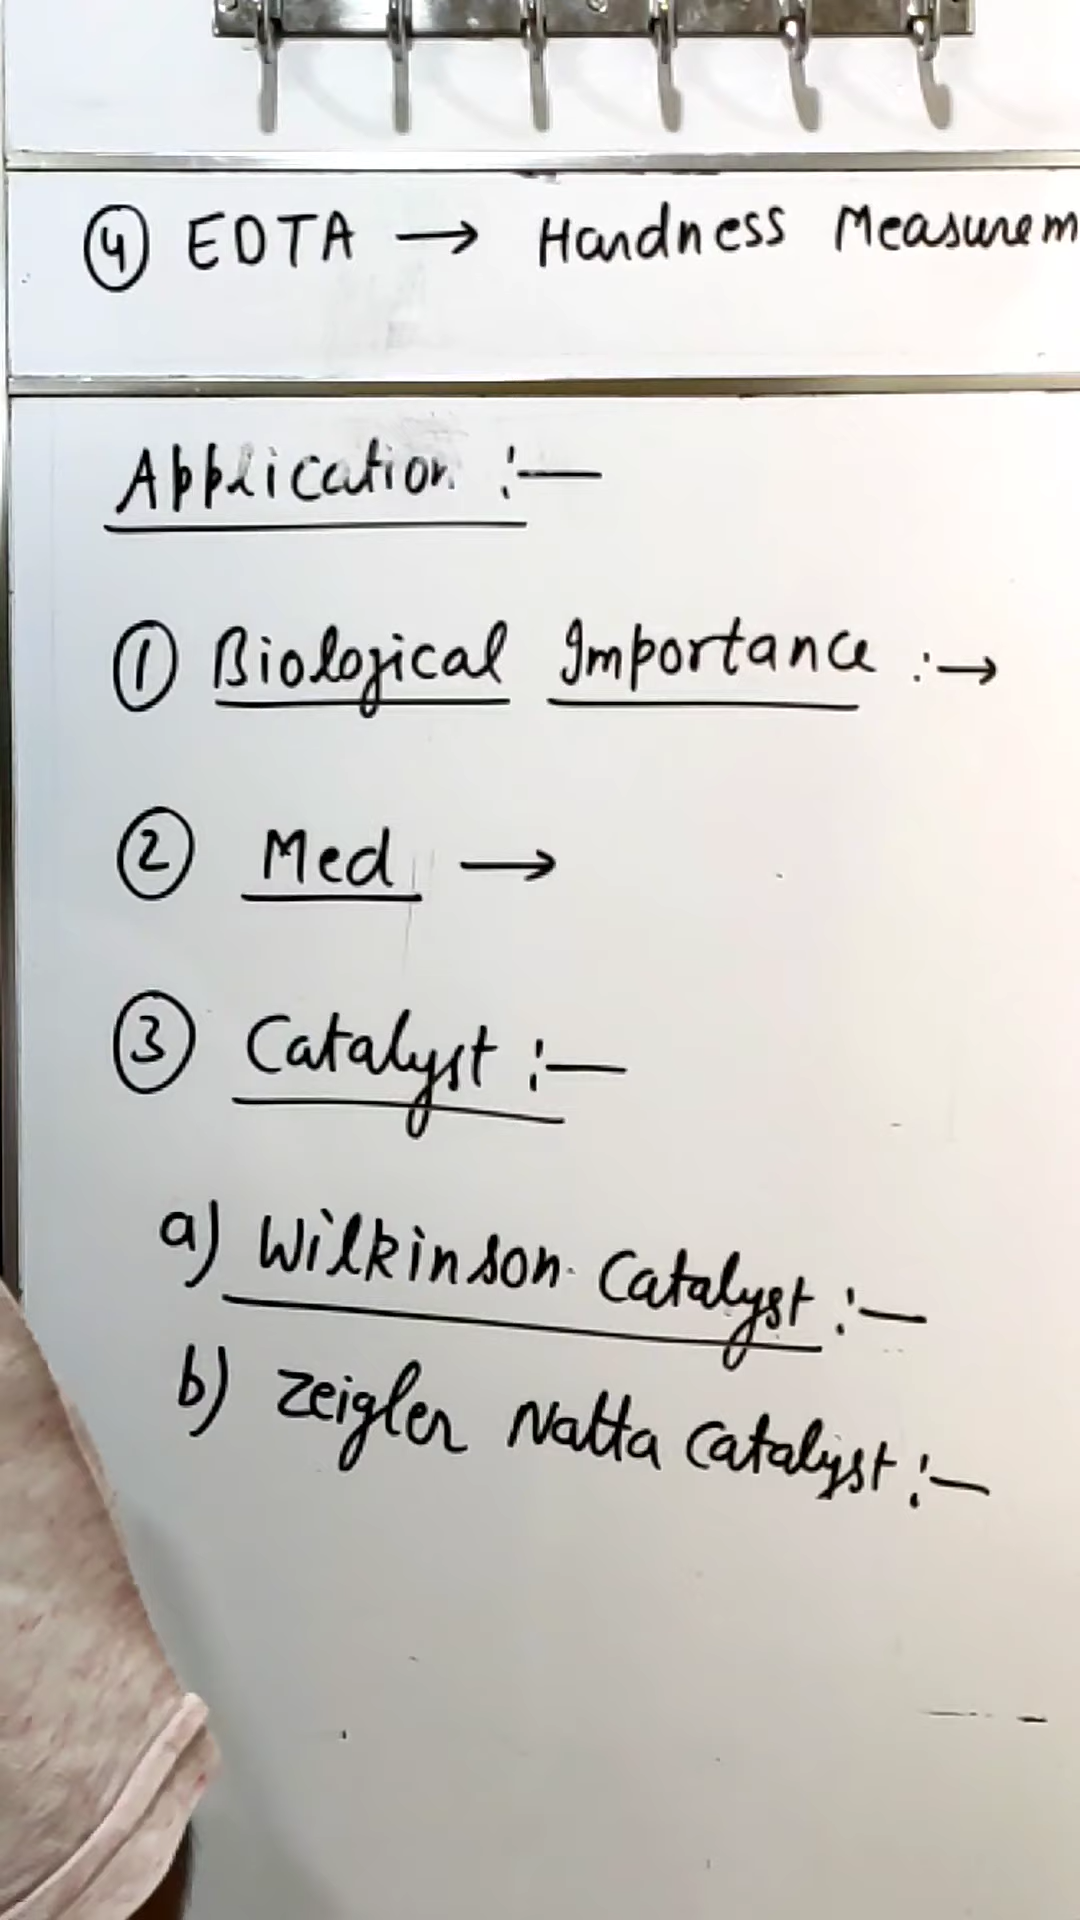 ④ EDTA → Hardness Measurem
Application :—
① Biological Importance :→
② Med →
③ Catalyst :—
a) Wilkinson Catalyst :—
b) Zeigler Natta Catalyst :—